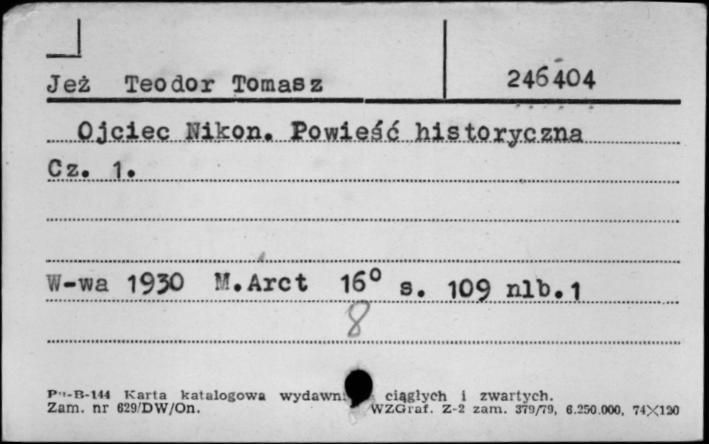 Jeż Teodor Tomasz 246404
Ojciec Nikon. Powieść historyczna
Cz. 1.
W-wa 1930 M.Arct 16° s. 109 nlb.1
8
Pu-B-144 Karta katalogowa ciągłych i zwartych.
Zam. nr 629/DW/On. WZGraf. Z-2 zam. 379/79, 6.250.000, 74X120